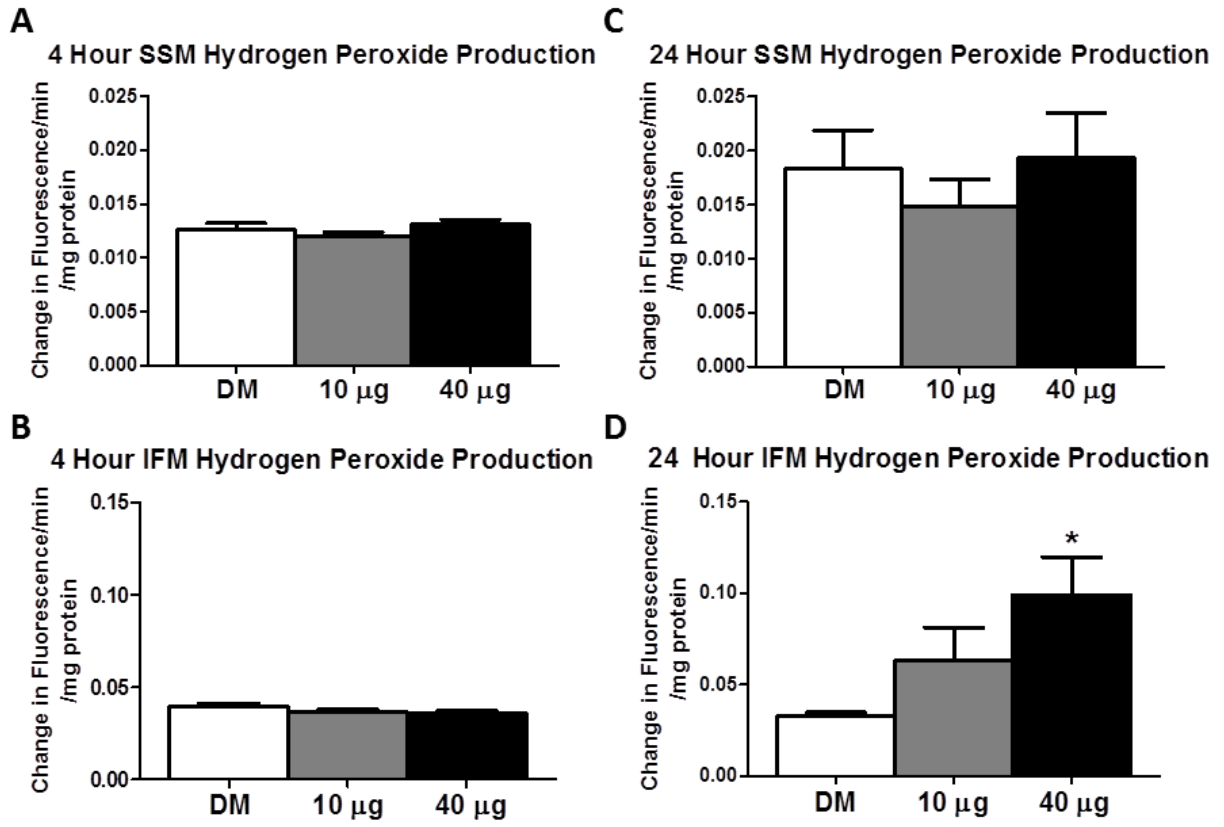 A
4 Hour SSM Hydrogen Peroxide Production
Change in Fluorescence/min
/mg protein
0.025
0.020
0.015
0.010
0.005
0.000
DM 10 μg 40 μg
B
4 Hour IFM Hydrogen Peroxide Production
Change in Fluorescence/min
/mg protein
0.15
0.10
0.05
0.00
DM 10 μg 40 μg
C
24 Hour SSM Hydrogen Peroxide Production
Change in Fluorescence/min
/mg protein
0.025
0.020
0.015
0.010
0.005
0.000
DM 10 μg 40 μg
D
24 Hour IFM Hydrogen Peroxide Production
Change in Fluorescence/min
/mg protein
0.15
0.10
0.05
0.00
*
DM 10 μg 40 μg